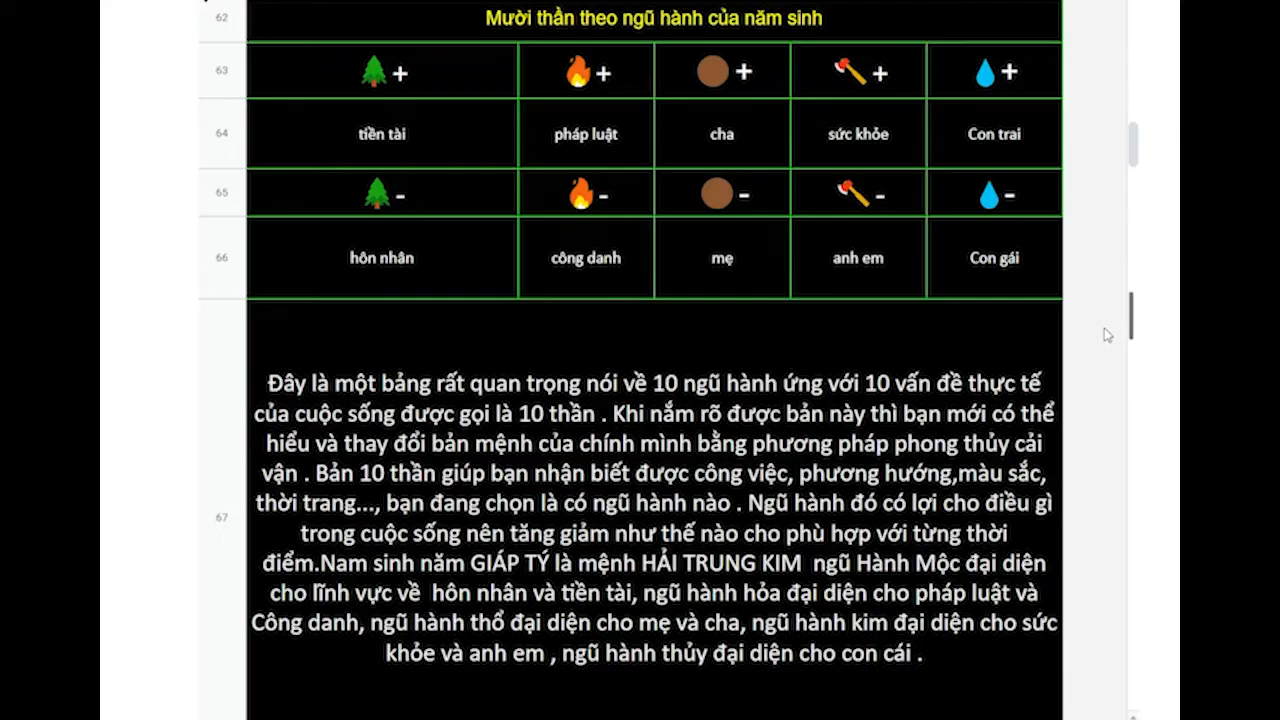 62
Mười thần theo ngũ hành của năm sinh
63
+ + + + +
64
tiền tài pháp luật cha sức khỏe Con trai
65
- - - - -
66
hôn nhân công danh mẹ anh em Con gái
67
Đây là một bảng rất quan trọng nói về 10 ngũ hành ứng với 10 vấn đề thực tế
của cuộc sống được gọi là 10 thần . Khi nắm rõ được bản này thì bạn mới có thể
hiểu và thay đổi bản mệnh của chính mình bằng phương pháp phong thủy cải
vận . Bản 10 thần giúp bạn nhận biết được công việc, phương hướng,màu sắc,
thời trang..., bạn đang chọn là có ngũ hành nào . Ngũ hành đó có lợi cho điều gì
trong cuộc sống nên tăng giảm như thế nào cho phù hợp với từng thời
điểm.Nam sinh năm GIÁP TÝ là mệnh HẢI TRUNG KIM ngũ Hành Mộc đại diện
cho lĩnh vực về hôn nhân và tiền tài, ngũ hành hỏa đại diện cho pháp luật và
Công danh, ngũ hành thổ đại diện cho mẹ và cha, ngũ hành kim đại diện cho sức
khỏe và anh em , ngũ hành thủy đại diện cho con cái .